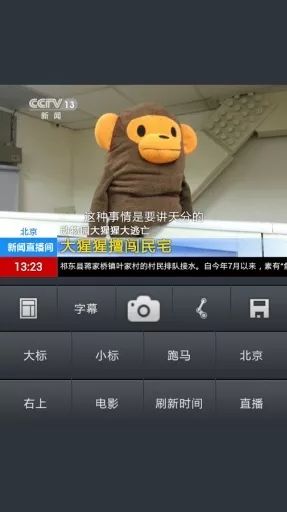 CCTV 13
新闻
这种事情是要讲天分的
动物园大猩猩大逃亡
北京
新闻直播间
大猩猩擅闯民宅
13:23
祁东县蒋家桥镇叶家村的村民排队接水。自今年7月以来,素有"
字幕
大标 小标 跑马 北京
右上 电影 刷新时间 直播